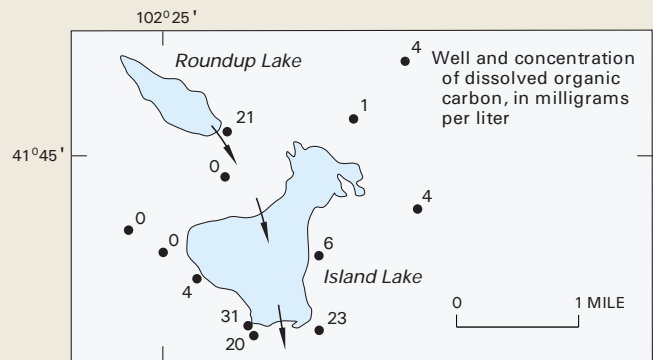 102°25'
Roundup Lake
4
Well and concentration
of dissolved organic
carbon, in milligrams
per liter
1
21
41°45'
0
4
0
0
6
Island Lake
4
0
1 MILE
31
23
20